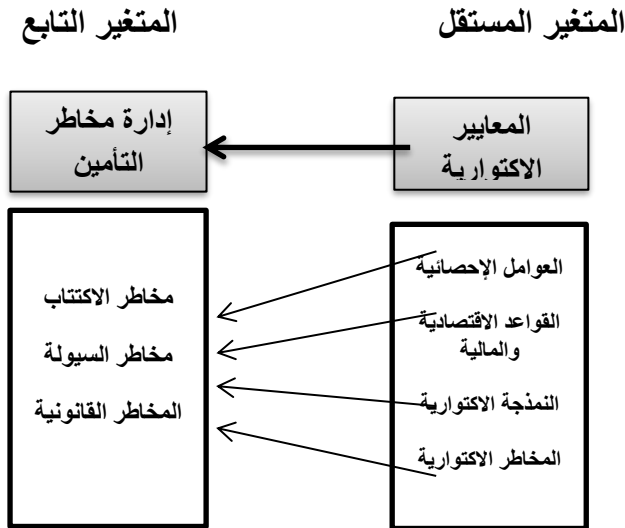 المتغير المستقل
المتغير التابع
المعايير
الاكتوارية
إدارة مخاطر
التأمين
العوامل الإحصائية
القواعد الاقتصادية
والمالية
النمذجة الاكتوارية
المخاطر الاكتوارية
مخاطر الاكتتاب
مخاطر السيولة
المخاطر القانونية